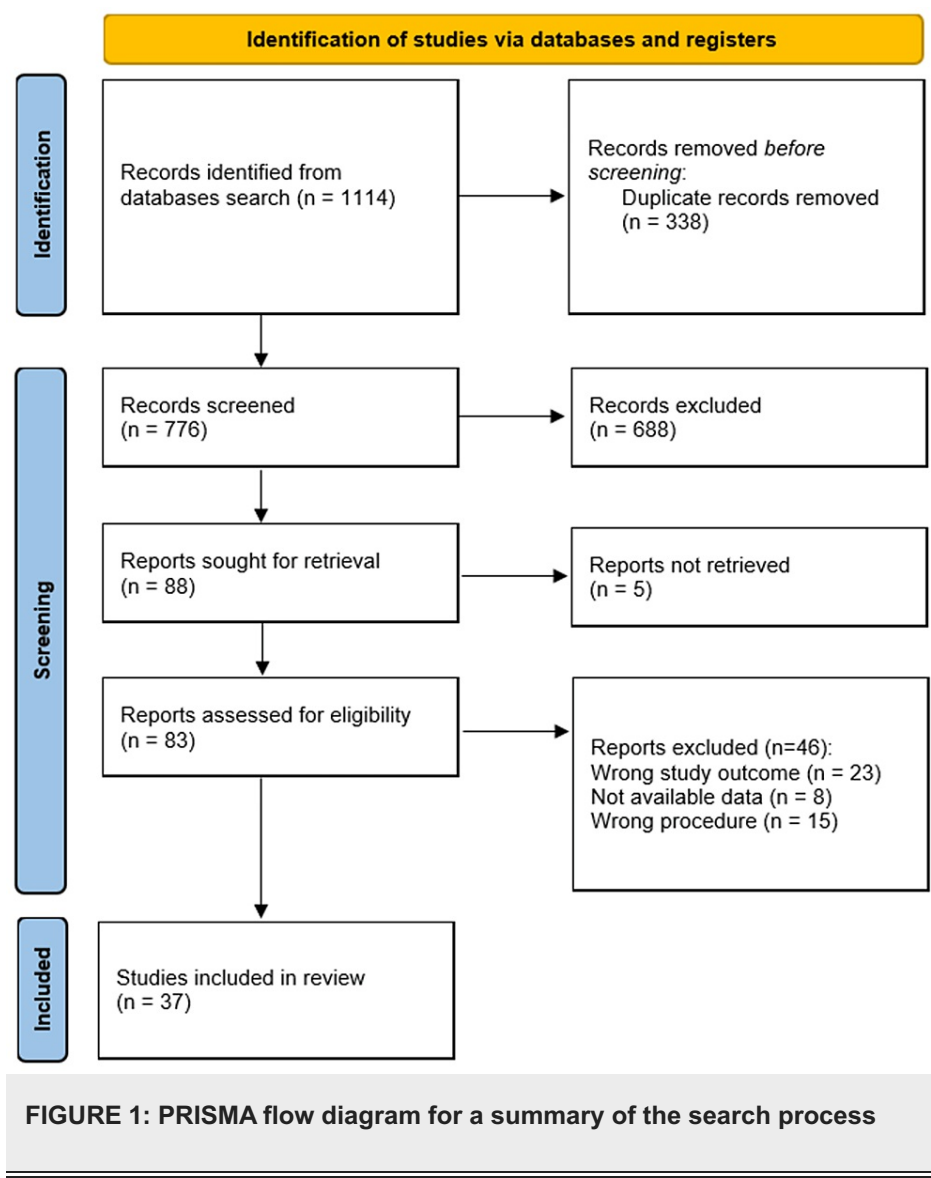 Identification of studies via databases and registers
Identification
Records identified from
databases search (n = 1114)
Records removed before
screening:
Duplicate records removed
(n = 338)
Screening
Records screened
(n = 776)
Records excluded
(n = 688)
Reports sought for retrieval
(n = 88)
Reports not retrieved
(n = 5)
Reports assessed for eligibility
(n = 83)
Reports excluded (n=46):
Wrong study outcome (n = 23)
Not available data (n = 8)
Wrong procedure (n = 15)
Included
Studies included in review
(n = 37)
FIGURE 1: PRISMA flow diagram for a summary of the search process